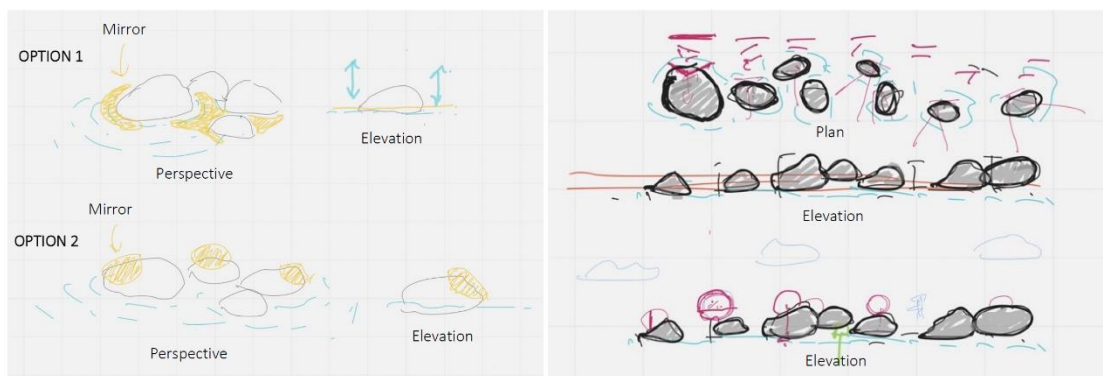 Mirror
OPTION 1
Elevation
Perspective
Mirror
OPTION 2
Elevation
Perspective
Plan
Elevation
Elevation